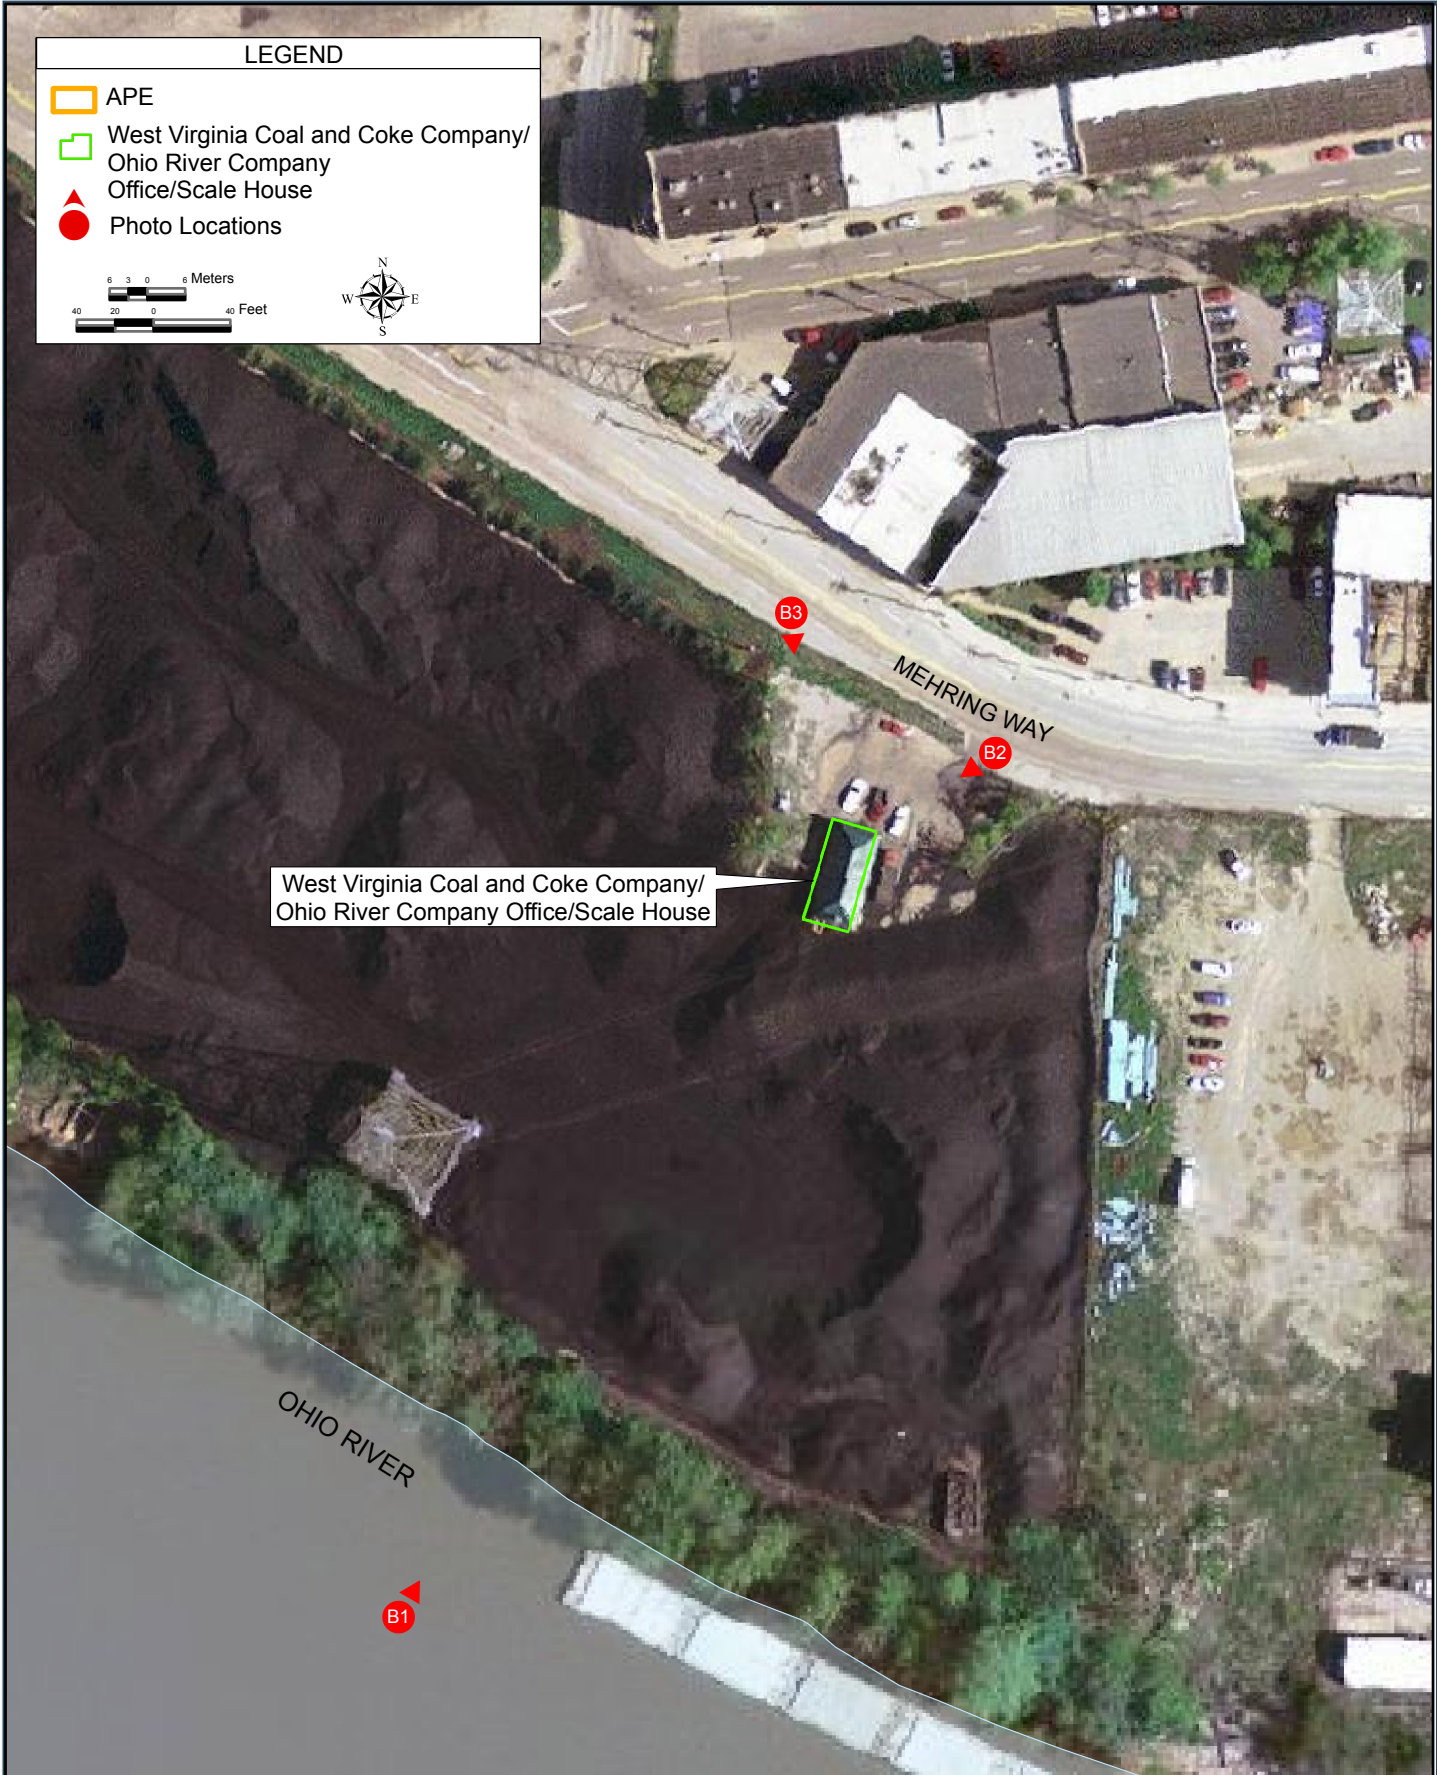 LEGEND
APE
West Virginia Coal and Coke Company/
Ohio River Company
Office/Scale House
Photo Locations
6 3 0 6 Meters
40 20 0 40 Feet
N
W E
S
B3
MEHRING WAY
B2
West Virginia Coal and Coke Company/
Ohio River Company Office/Scale House
OHIO RIVER
B1